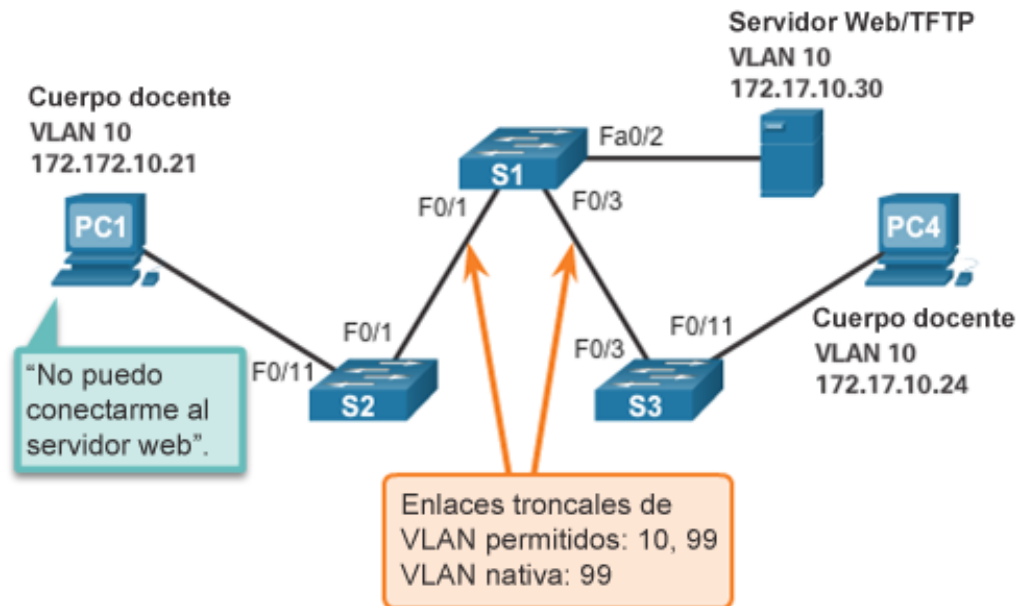 Servidor Web/TFTP
VLAN 10
172.17.10.30
Cuerpo docente
VLAN 10
172.172.10.21
PC1
S1
Fa0/2
F0/1
F0/3
PC4
Cuerpo docente
VLAN 10
172.17.10.24
"No puedo
conectarme al
servidor web".
F0/11
F0/1
S2
F0/3
F0/11
S3
Enlaces troncales de
VLAN permitidos: 10, 99
VLAN nativa: 99